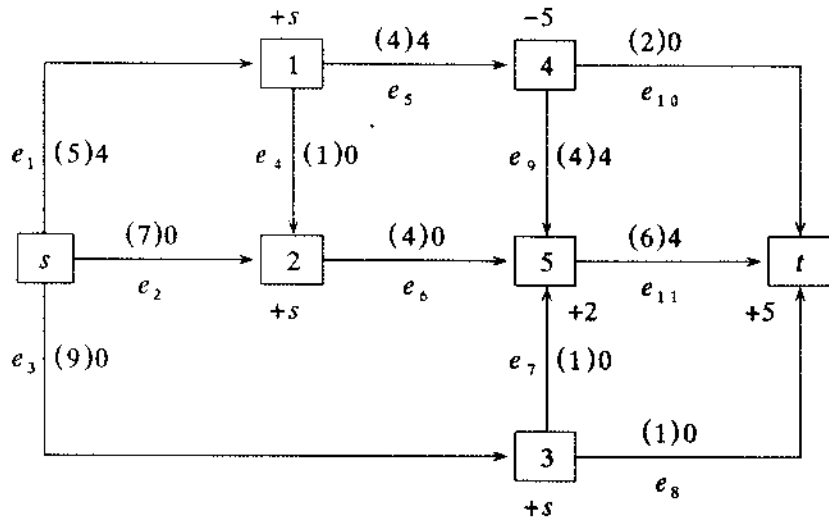 +s -5
1 (4)4 4 (2)0
e₅ e₁₀
e₁ (5)4 e₄ (1)0 e₉ (4)4
s (7)0 2 (4)0 5 (6)4 t
e₂ +s e₆ +2 e₁₁ +5
e₃ (9)0 e₇ (1)0
3 (1)0
+s e₈